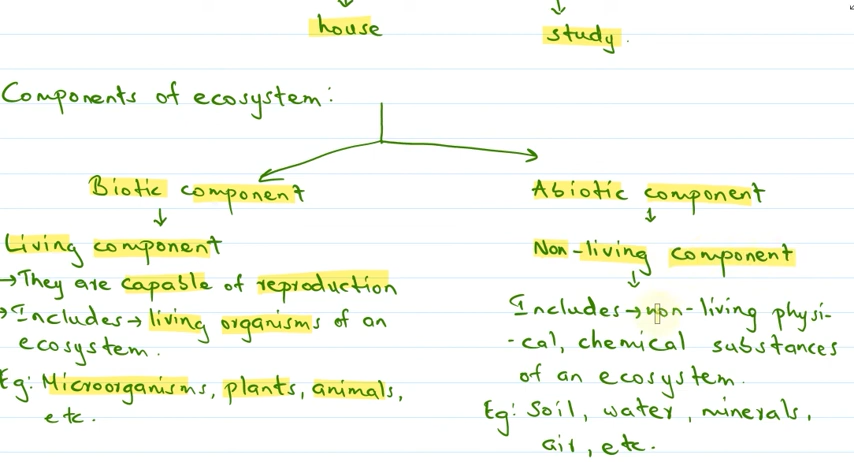 house
study.
Components of ecosystem:
Biotic component
Abiotic component
Living component
→They are capable of reproduction
→Includes→living organisms of an
ecosystem.
Eg: Microorganisms, plants, animals,
etc.
Non-living component
Includes→non-living physi-
-cal, chemical substances
of an ecosystem.
Eg: Soil, water, minerals,
air, etc.